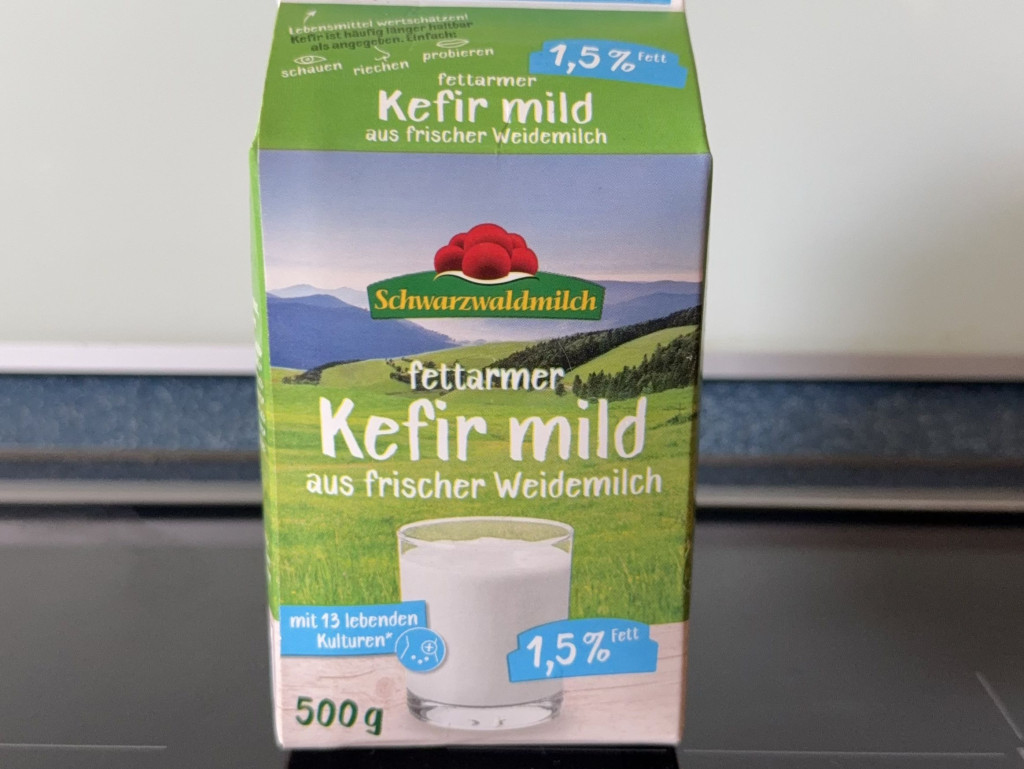 Lebensmittel wertschätzen!
Kefir ist häufig länger haltbar
als angegeben. Einfach:
schauen riechen probieren
1,5 % Fett
fettarmer
Kefir mild
aus frischer Weidemilch
Schwarzwaldmilch
fettarmer
Kefir mild
aus frischer Weidemilch
mit 13 lebenden
Kulturen*
1,5 % Fett
500 g